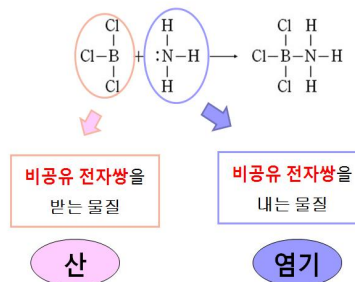 Cl H Cl H
Cl—B + :N—H → Cl—B—N—H
Cl H Cl H
비공유 전자쌍을
받는 물질
비공유 전자쌍을
내는 물질
산
염기